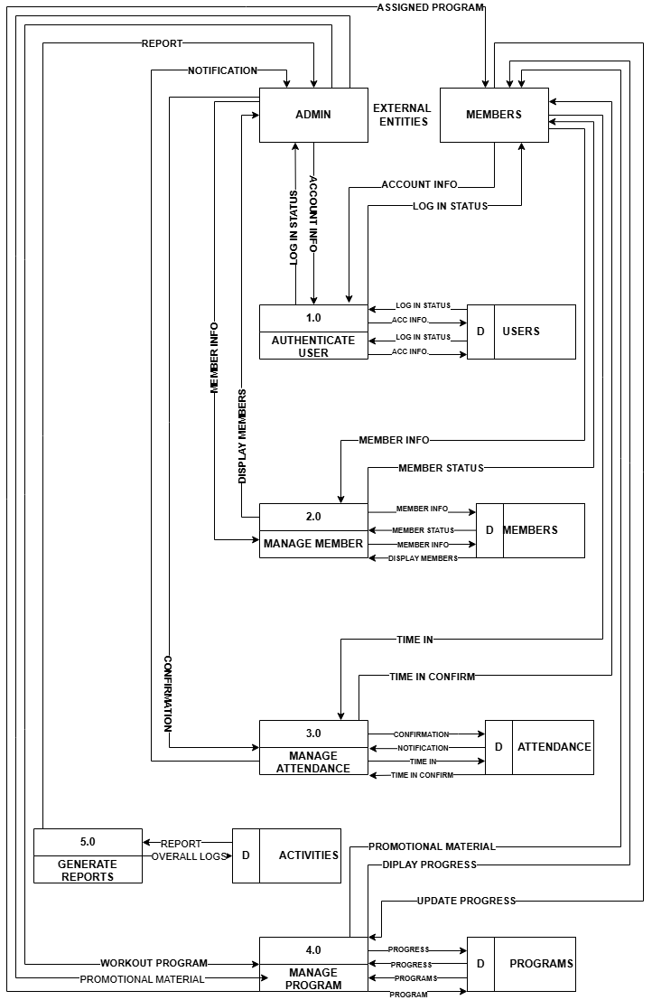 ASSIGNED PROGRAM
REPORT
NOTIFICATION
ADMIN
EXTERNAL
ENTITIES
MEMBERS
ACCOUNT INFO
LOG IN STATUS
LOG IN STATUS
ACCOUNT INFO
LOG IN STATUS
1.0
ACC INFO.
AUTHENTICATE
USER
D
USERS
LOG IN STATUS
ACC INFO.
MEMBER INFO
DISPLAY MEMBERS
MEMBER INFO
MEMBER STATUS
2.0
MEMBER INFO
MANAGE MEMBER
MEMBER STATUS
D
MEMBERS
MEMBER INFO
DISPLAY MEMBERS
TIME IN
CONFIRMATION
TIME IN CONFIRM
3.0
CONFIRMATION
MANAGE
ATTENDANCE
NOTIFICATION
D
ATTENDANCE
TIME IN
TIME IN CONFIRM
5.0
REPORT
GENERATE
REPORTS
OVERALL LOGS
D
ACTIVITIES
PROMOTIONAL MATERIAL
DIPLAY PROGRESS
UPDATE PROGRESS
4.0
PROGRESS
WORKOUT PROGRAM
PROGRESS
D
PROGRAMS
PROMOTIONAL MATERIAL
MANAGE
PROGRAM
PROGRAMS
PROGRAM